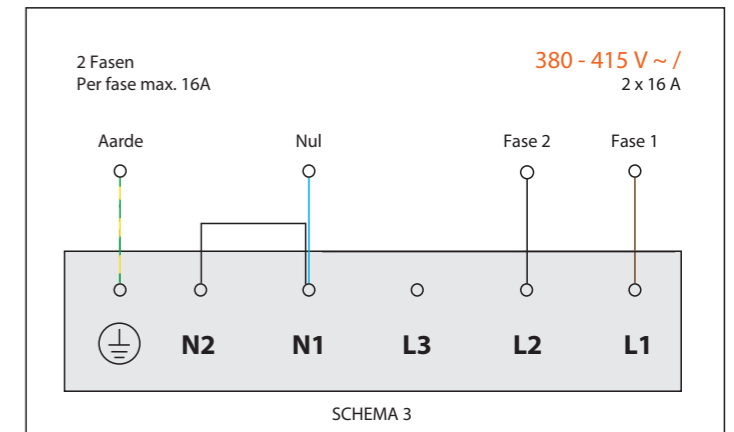 2 Fasen
Per fase max. 16A
380 - 415 V ~ /
2 x 16 A
Aarde Nul Fase 2 Fase 1
N2 N1 L3 L2 L1
SCHEMA 3